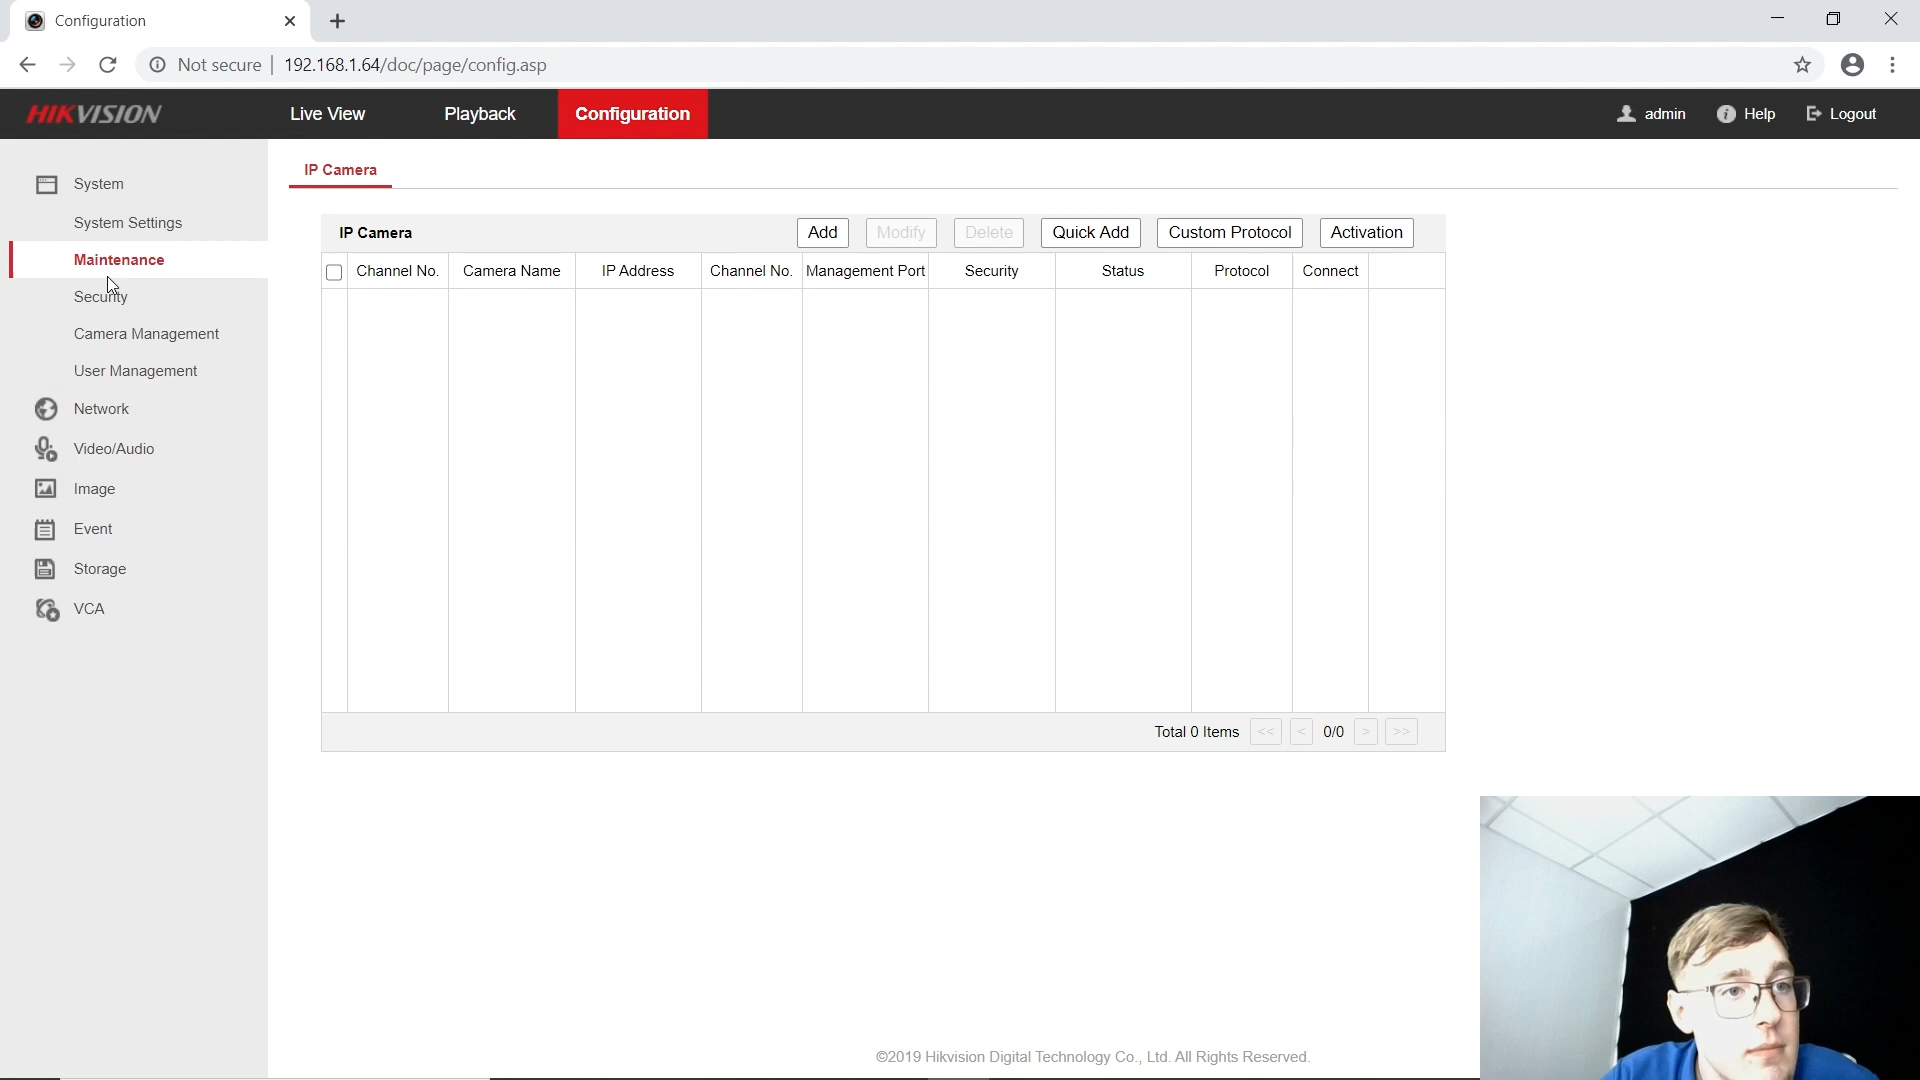 Configuration
Not secure 192.168.1.64/doc/page/config.asp
HIKVISION Live View Playback Configuration admin Help Logout
IP Camera
System
System Settings
Maintenance
Security
Camera Management
User Management
Network
Video/Audio
Image
Event
Storage
VCA
IP Camera Add Modify Delete Quick Add Custom Protocol Activation
Channel No. Camera Name IP Address Channel No. Management Port Security Status Protocol Connect
Total 0 Items << < 0/0 > >>
©2019 Hikvision Digital Technology Co., Ltd. All Rights Reserved.